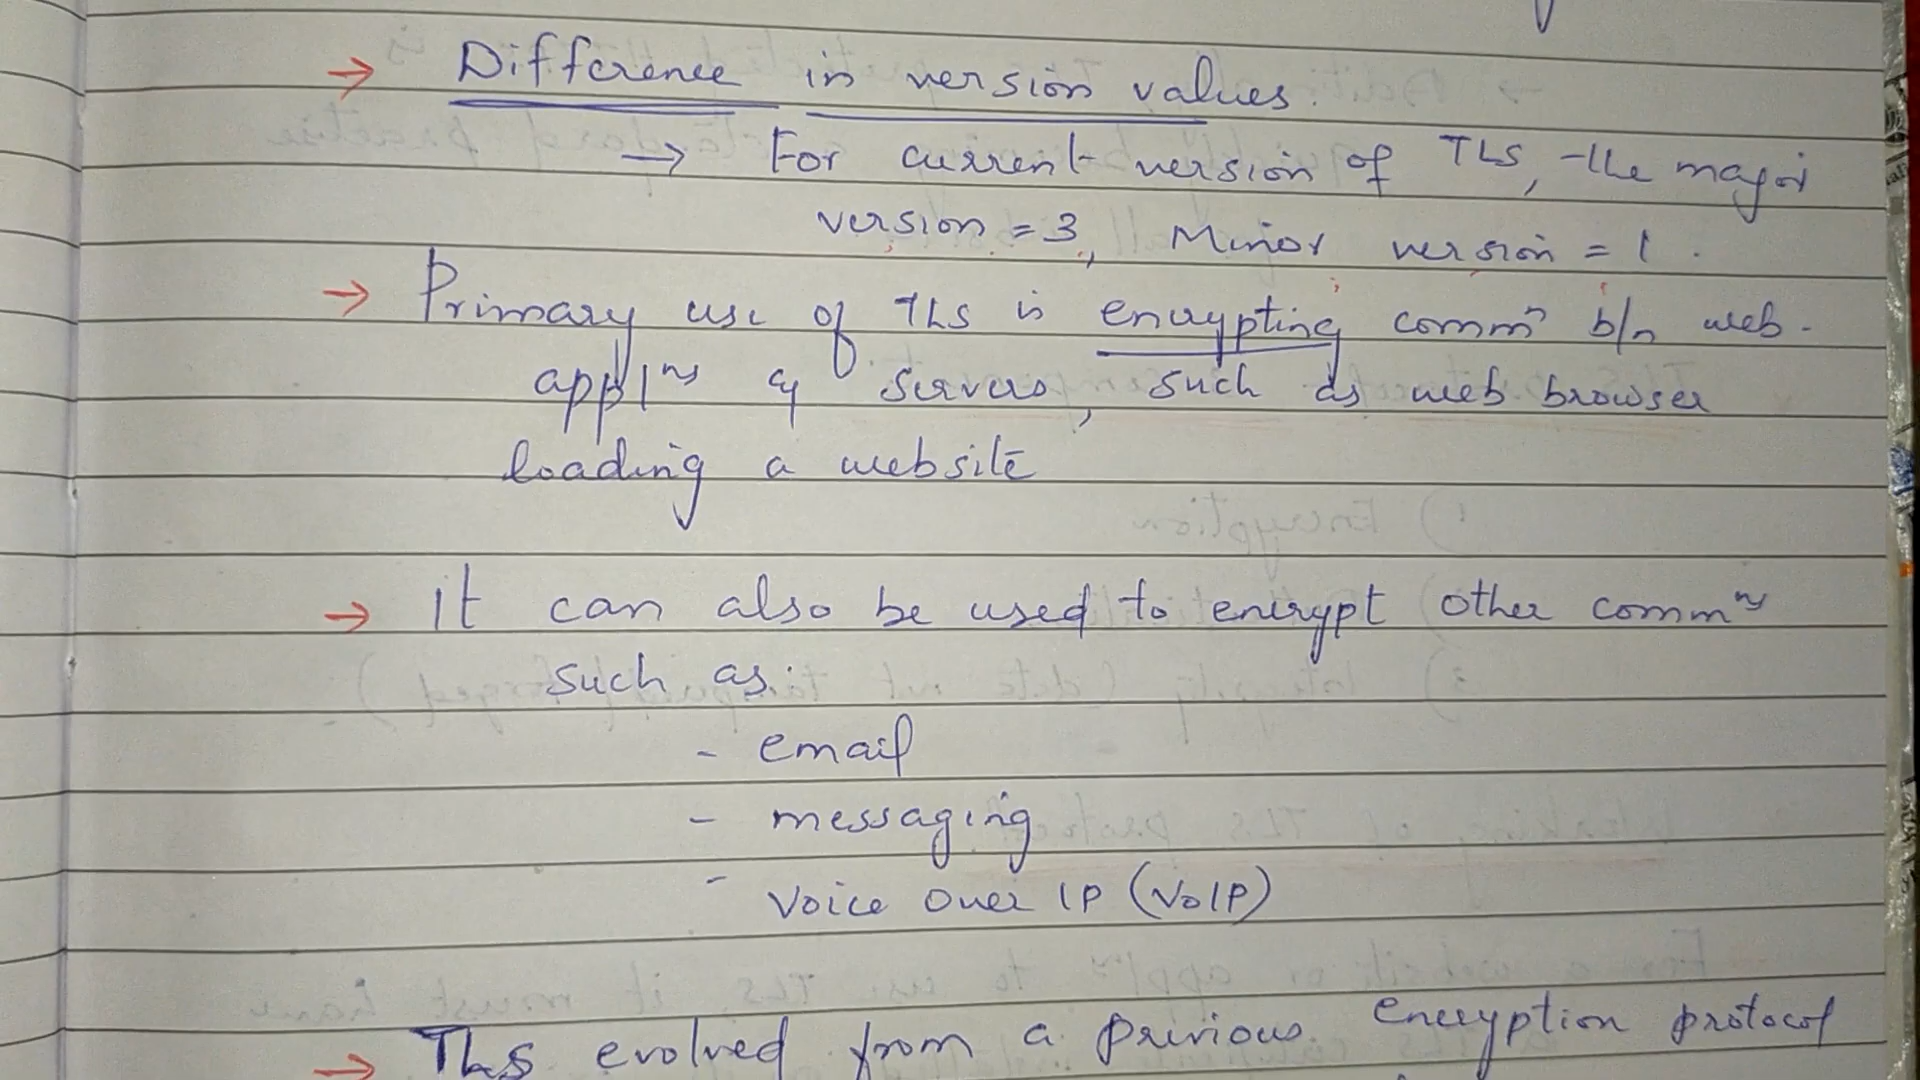 → Difference in version values.
→ For current version of TLS, the major
version = 3, Minor version = 1.
→ Primary use of TLS is encrypting commⁿ b/n web
applⁿˢ & servers, such as web browser
loading a website
→ It can also be used to encrypt other commⁿˢ
such as.
- email
- messaging
- Voice Over IP (VoIP)
→ TLS evolved from a previous encryption protocol